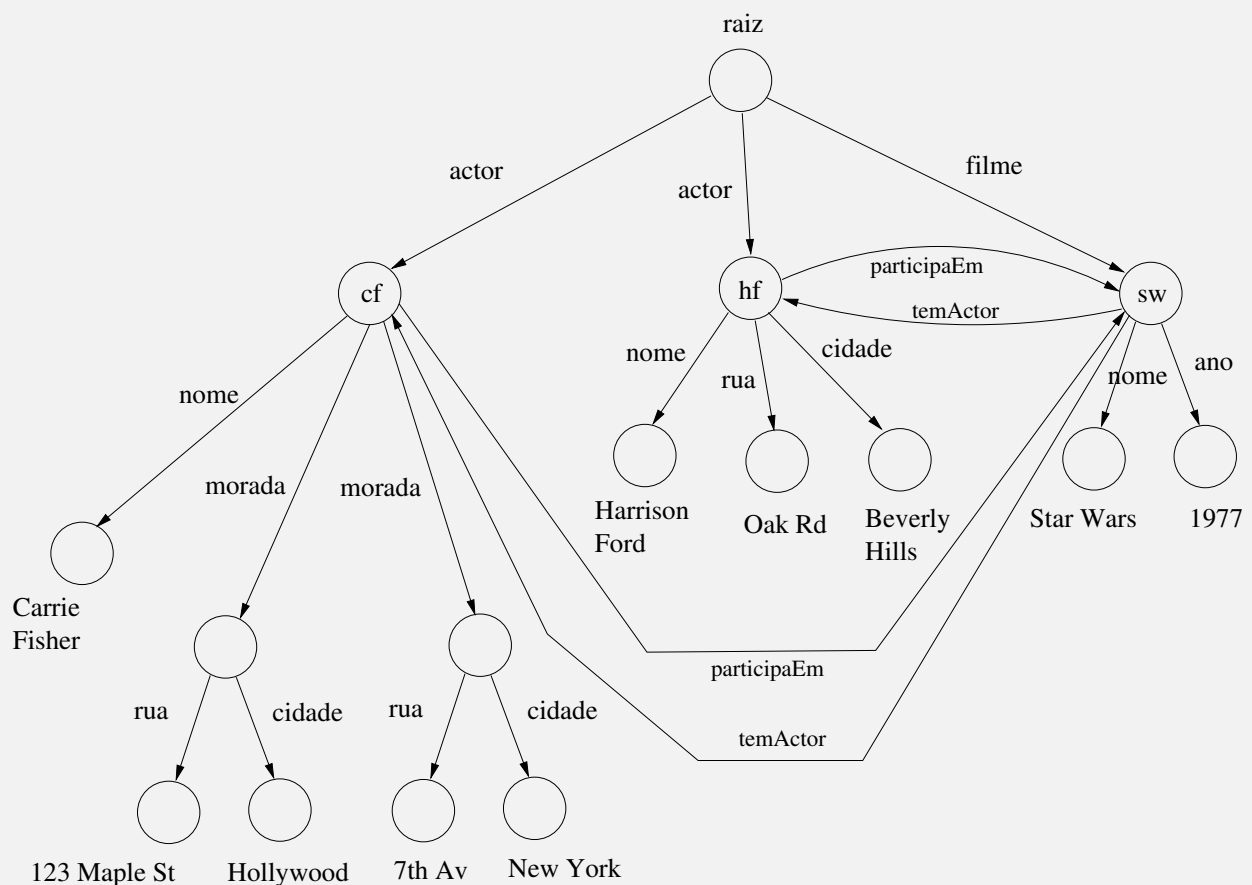 raiz
actor
actor
filme
cf
hf
participaEm
temActor
sw
nome
morada
morada
nome
rua
cidade
nome
ano
Carrie
Fisher
Harrison
Ford
Oak Rd
Beverly
Hills
Star Wars
1977
rua
cidade
rua
cidade
participaEm
temActor
123 Maple St
Hollywood
7th Av
New York